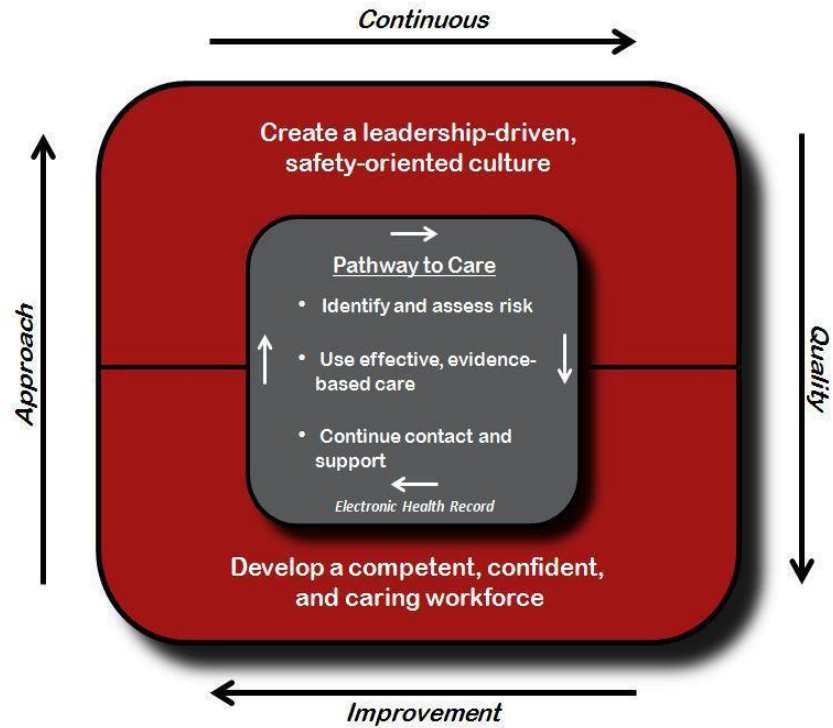 Continuous
Create a leadership-driven,
safety-oriented culture
Approach
Quality
Pathway to Care
• Identify and assess risk
• Use effective, evidence-
based care
• Continue contact and
support
Electronic Health Record
Develop a competent, confident,
and caring workforce
Improvement